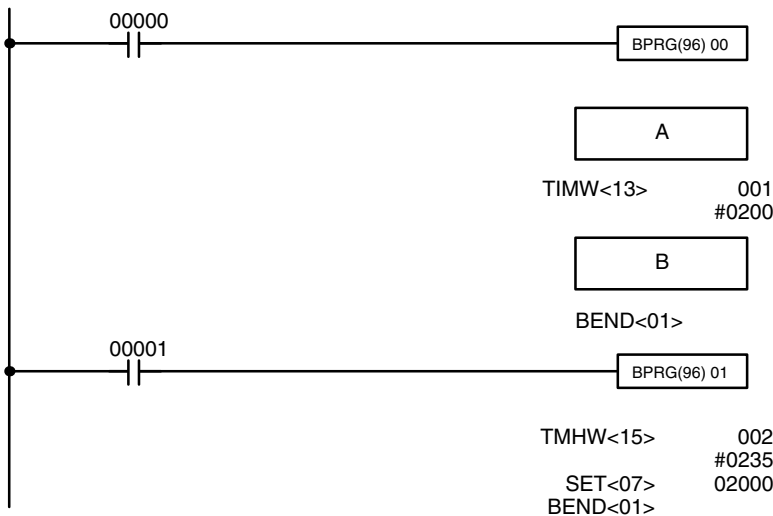 00000
BPRG(96) 00
A
TIMW<13> 001
#0200
B
BEND<01>
00001
BPRG(96) 01
TMHW<15> 002
#0235
SET<07> 02000
BEND<01>